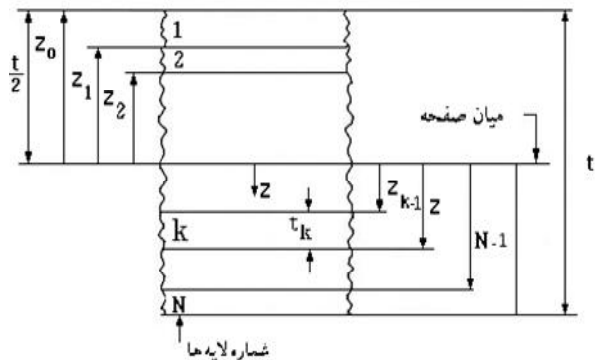 1
2
t/2
z₀
z₁
z₂
میان صفحه
t
z
z_{k-1}
z
k
t_k
N-1
N
شماره لایه ها